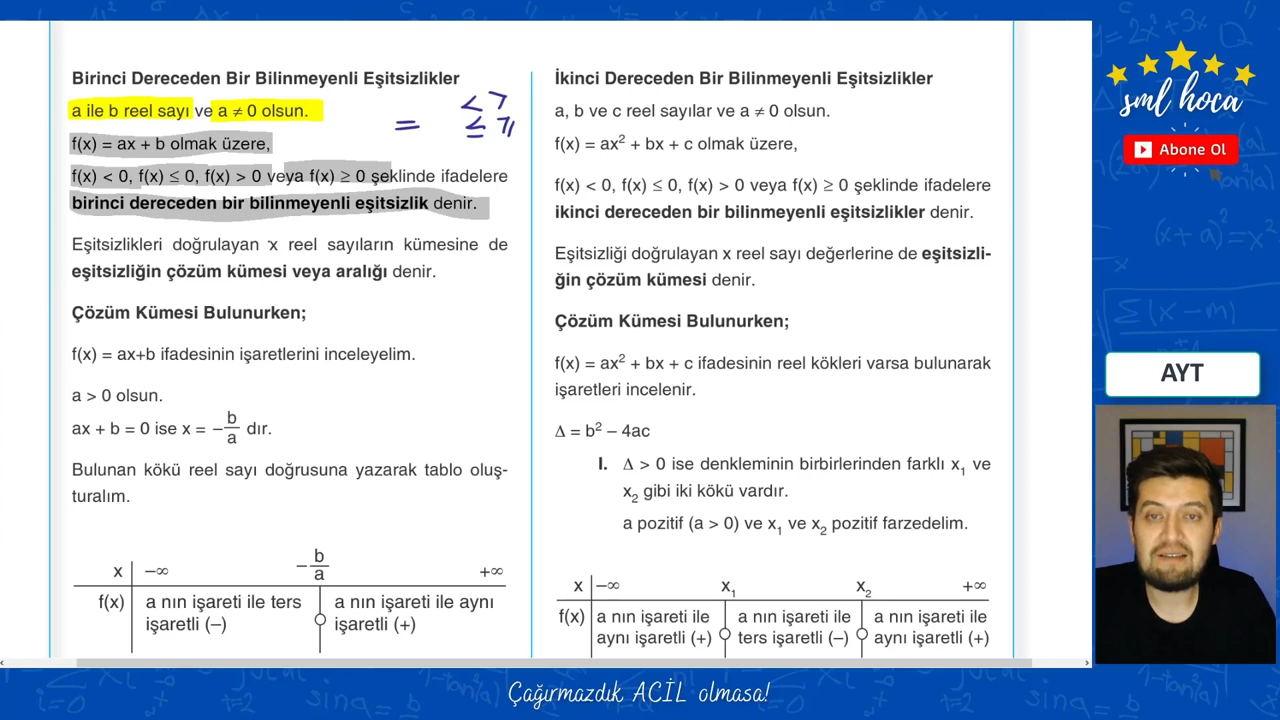 Birinci Dereceden Bir Bilinmeyenli Eşitsizlikler
a ile b reel sayı ve a ≠ 0 olsun.
f(x) = ax + b olmak üzere,
f(x) < 0, f(x) ≤ 0, f(x) > 0 veya f(x) ≥ 0 şeklinde ifadelere
birinci dereceden bir bilinmeyenli eşitsizlik denir.
< >
= ≤ ≥
Eşitsizlikleri doğrulayan x reel sayıların kümesine de
eşitsizliğin çözüm kümesi veya aralığı denir.
Çözüm Kümesi Bulunurken;
f(x) = ax+b ifadesinin işaretlerini inceleyelim.
a > 0 olsun.
ax + b = 0 ise x = −b/a dır.
Bulunan kökü reel sayı doğrusuna yazarak tablo oluş-
turalım.
x −∞ −b/a +∞
f(x) a nın işareti ile ters a nın işareti ile aynı
işaretli (–) işaretli (+)
İkinci Dereceden Bir Bilinmeyenli Eşitsizlikler
a, b ve c reel sayılar ve a ≠ 0 olsun.
f(x) = ax² + bx + c olmak üzere,
f(x) < 0, f(x) ≤ 0, f(x) > 0 veya f(x) ≥ 0 şeklinde ifadelere
ikinci dereceden bir bilinmeyenli eşitsizlikler denir.
Eşitsizliği doğrulayan x reel sayı değerlerine de eşitsizli-
ğin çözüm kümesi denir.
Çözüm Kümesi Bulunurken;
f(x) = ax² + bx + c ifadesinin reel kökleri varsa bulunarak
işaretleri incelenir.
Δ = b² – 4ac
I. Δ > 0 ise denkleminin birbirlerinden farklı x₁ ve
x₂ gibi iki kökü vardır.
a pozitif (a > 0) ve x₁ ve x₂ pozitif farzedelim.
x −∞ x₁ x₂ +∞
f(x) a nın işareti ile a nın işareti ile a nın işareti ile
aynı işaretli (+) ters işaretli (–) aynı işaretli (+)
sml hoca
Abone Ol
AYT
Çağırmazdık ACİL olmasa!